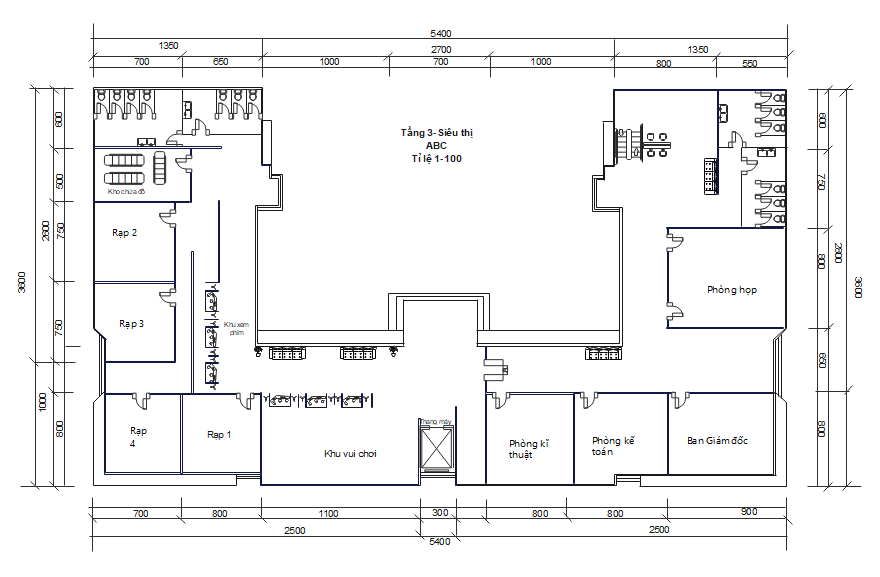 5400
1350
2700
1350
700
650
1000
700
1000
800
550
Tầng 3- Siêu thị
ABC
Tỉ lệ 1-100
3600
2600
1000
600
500
750
750
800
600
750
800
650
800
2800
3600
Kho chứa đồ
Rạp 2
Rạp 3
Khu xem
phim
Rạp
4
Rạp 1
Khu vui chơi
Thang máy
Phòng kĩ
thuật
Phòng kế
toán
Ban Giám đốc
Phòng họp
700
800
1100
300
800
800
900
2500
5400
2500